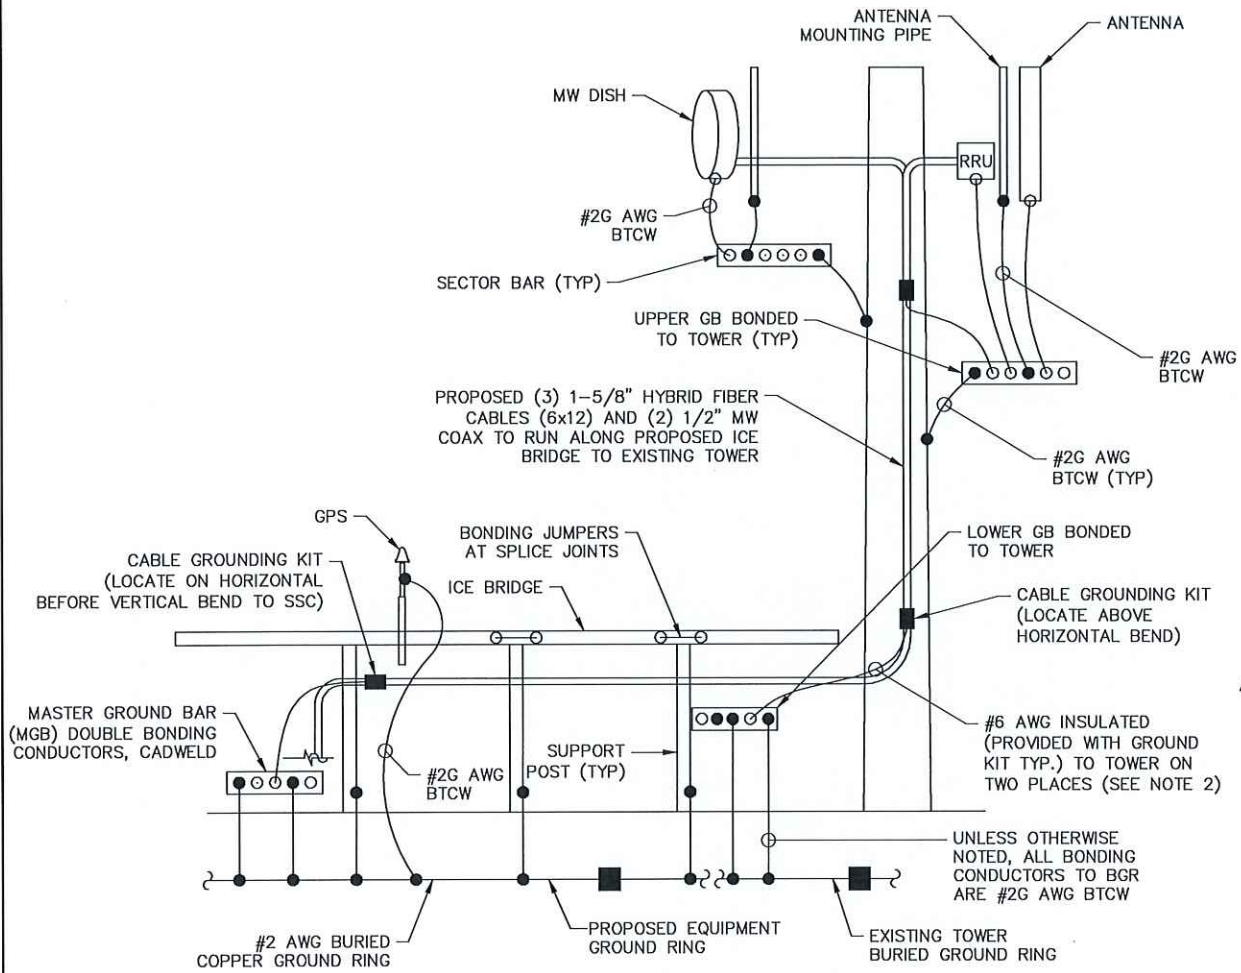 ANTENNA
MOUNTING PIPE
ANTENNA
MW DISH
RRU
#2G AWG
BTCW
SECTOR BAR (TYP)
UPPER GB BONDED
TO TOWER (TYP)
#2G AWG
BTCW
PROPOSED (3) 1-5/8" HYBRID FIBER
CABLES (6x12) AND (2) 1/2" MW
COAX TO RUN ALONG PROPOSED ICE
BRIDGE TO EXISTING TOWER
#2G AWG
BTCW (TYP)
GPS
BONDING JUMPERS
AT SPLICE JOINTS
LOWER GB BONDED
TO TOWER
CABLE GROUNDING KIT
(LOCATE ON HORIZONTAL
BEFORE VERTICAL BEND TO SSC)
ICE BRIDGE
CABLE GROUNDING KIT
(LOCATE ABOVE
HORIZONTAL BEND)
MASTER GROUND BAR
(MGB) DOUBLE BONDING
CONDUCTORS, CADWELD
#2G AWG
BTCW
SUPPORT
POST (TYP)
#6 AWG INSULATED
(PROVIDED WITH GROUND
KIT TYP.) TO TOWER ON
TWO PLACES (SEE NOTE 2)
UNLESS OTHERWISE
NOTED, ALL BONDING
CONDUCTORS TO BGR
ARE #2G AWG BTCW
#2 AWG BURIED
COPPER GROUND RING
PROPOSED EQUIPMENT
GROUND RING
EXISTING TOWER
BURIED GROUND RING